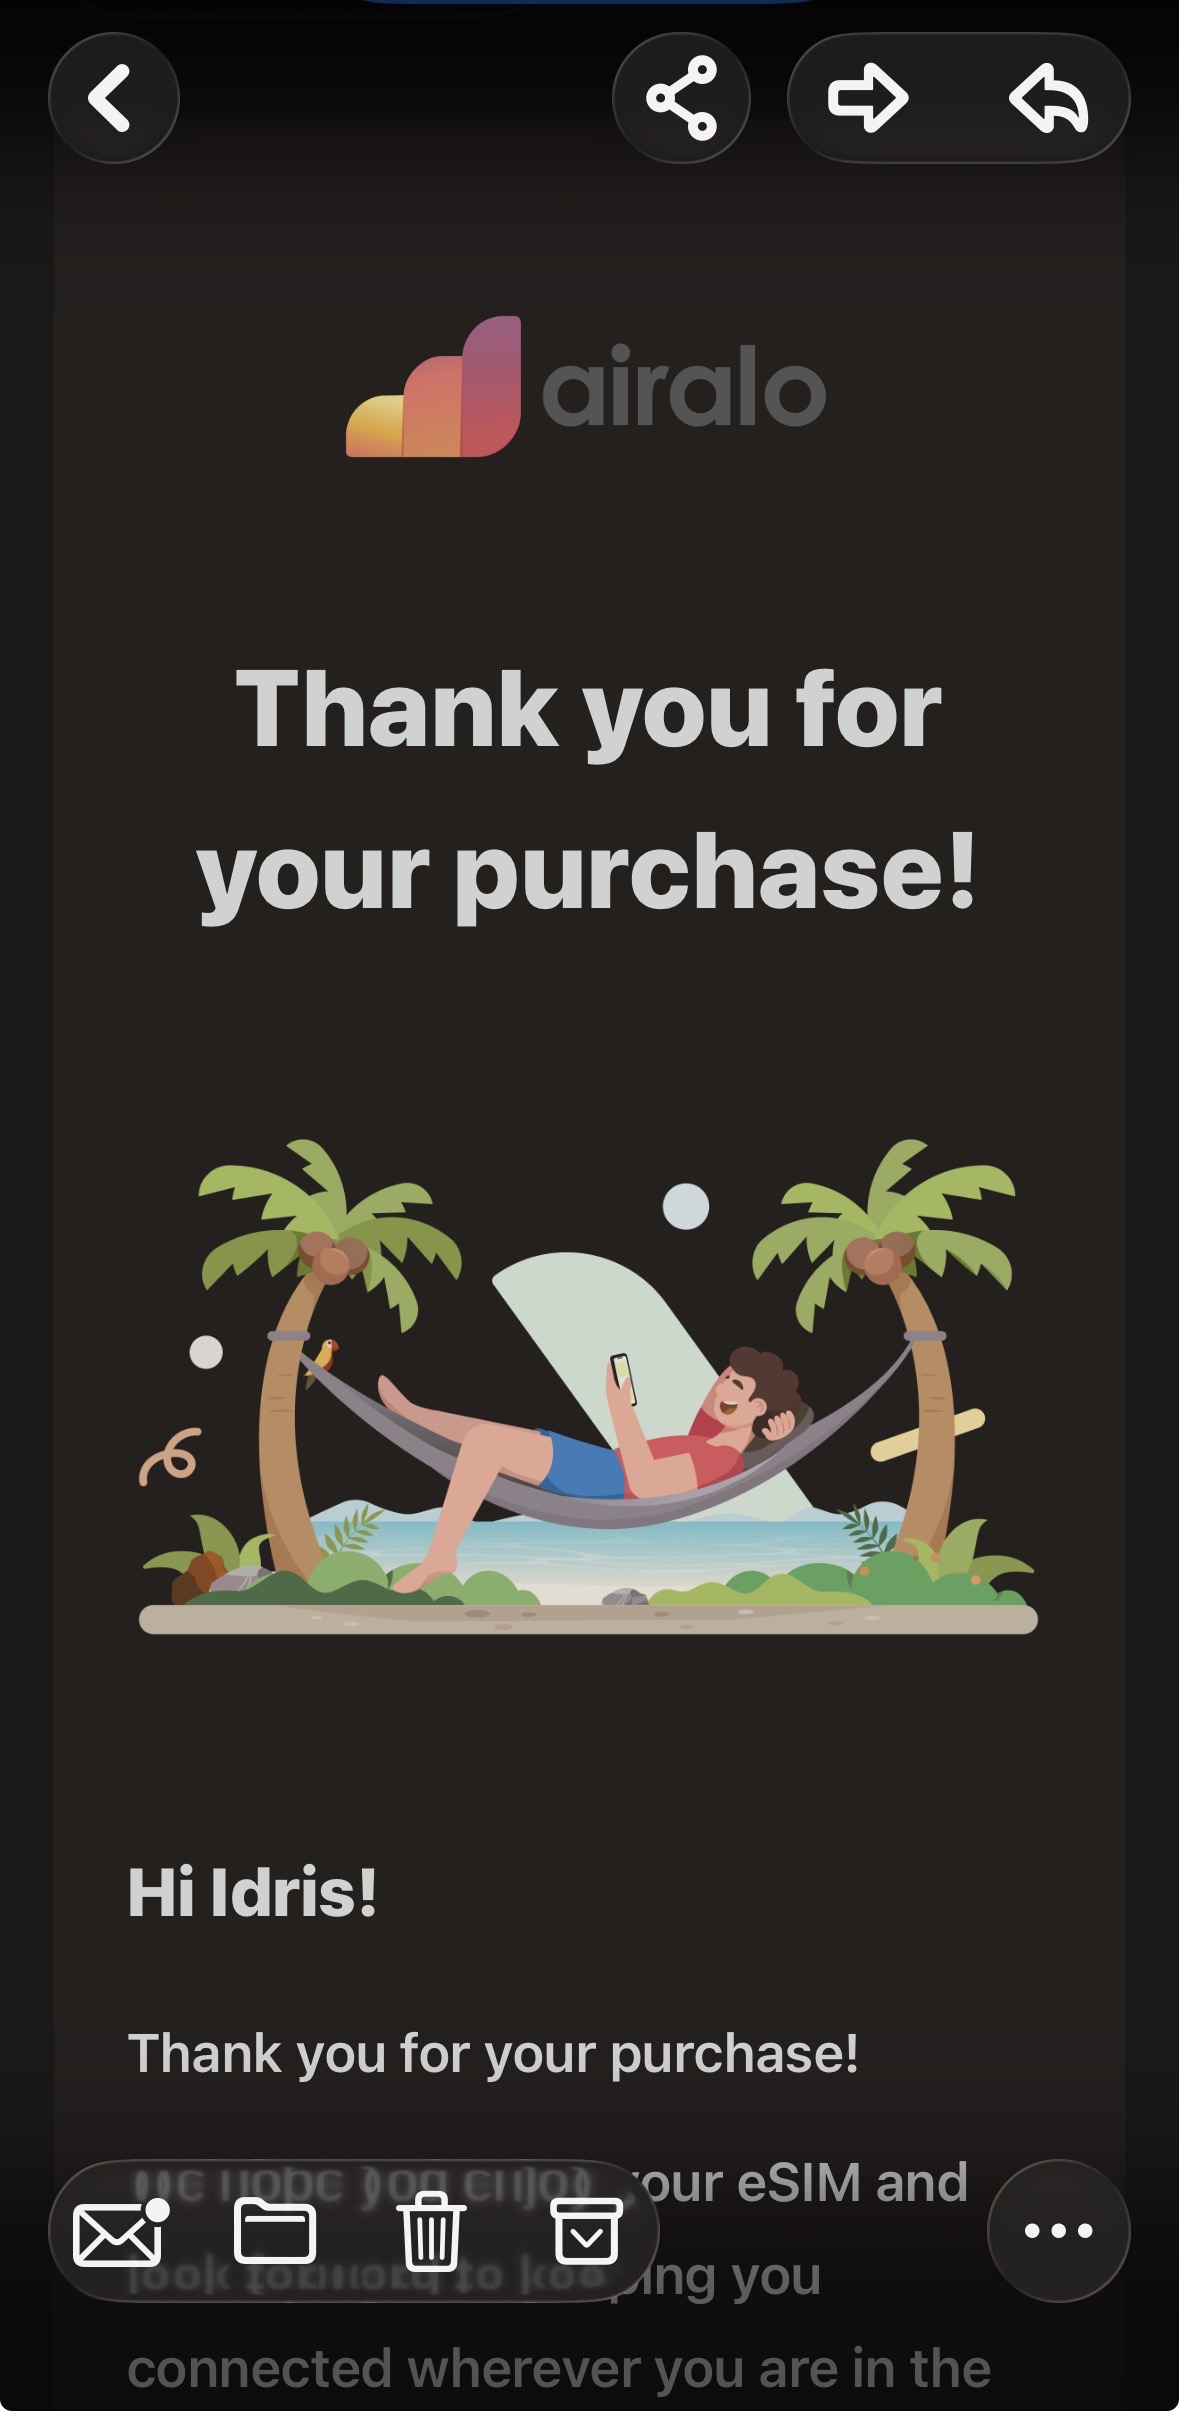 airalo
Thank you for
your purchase!
Hi Idris!
Thank you for your purchase!
your eSIM and
you
connected wherever you are in the